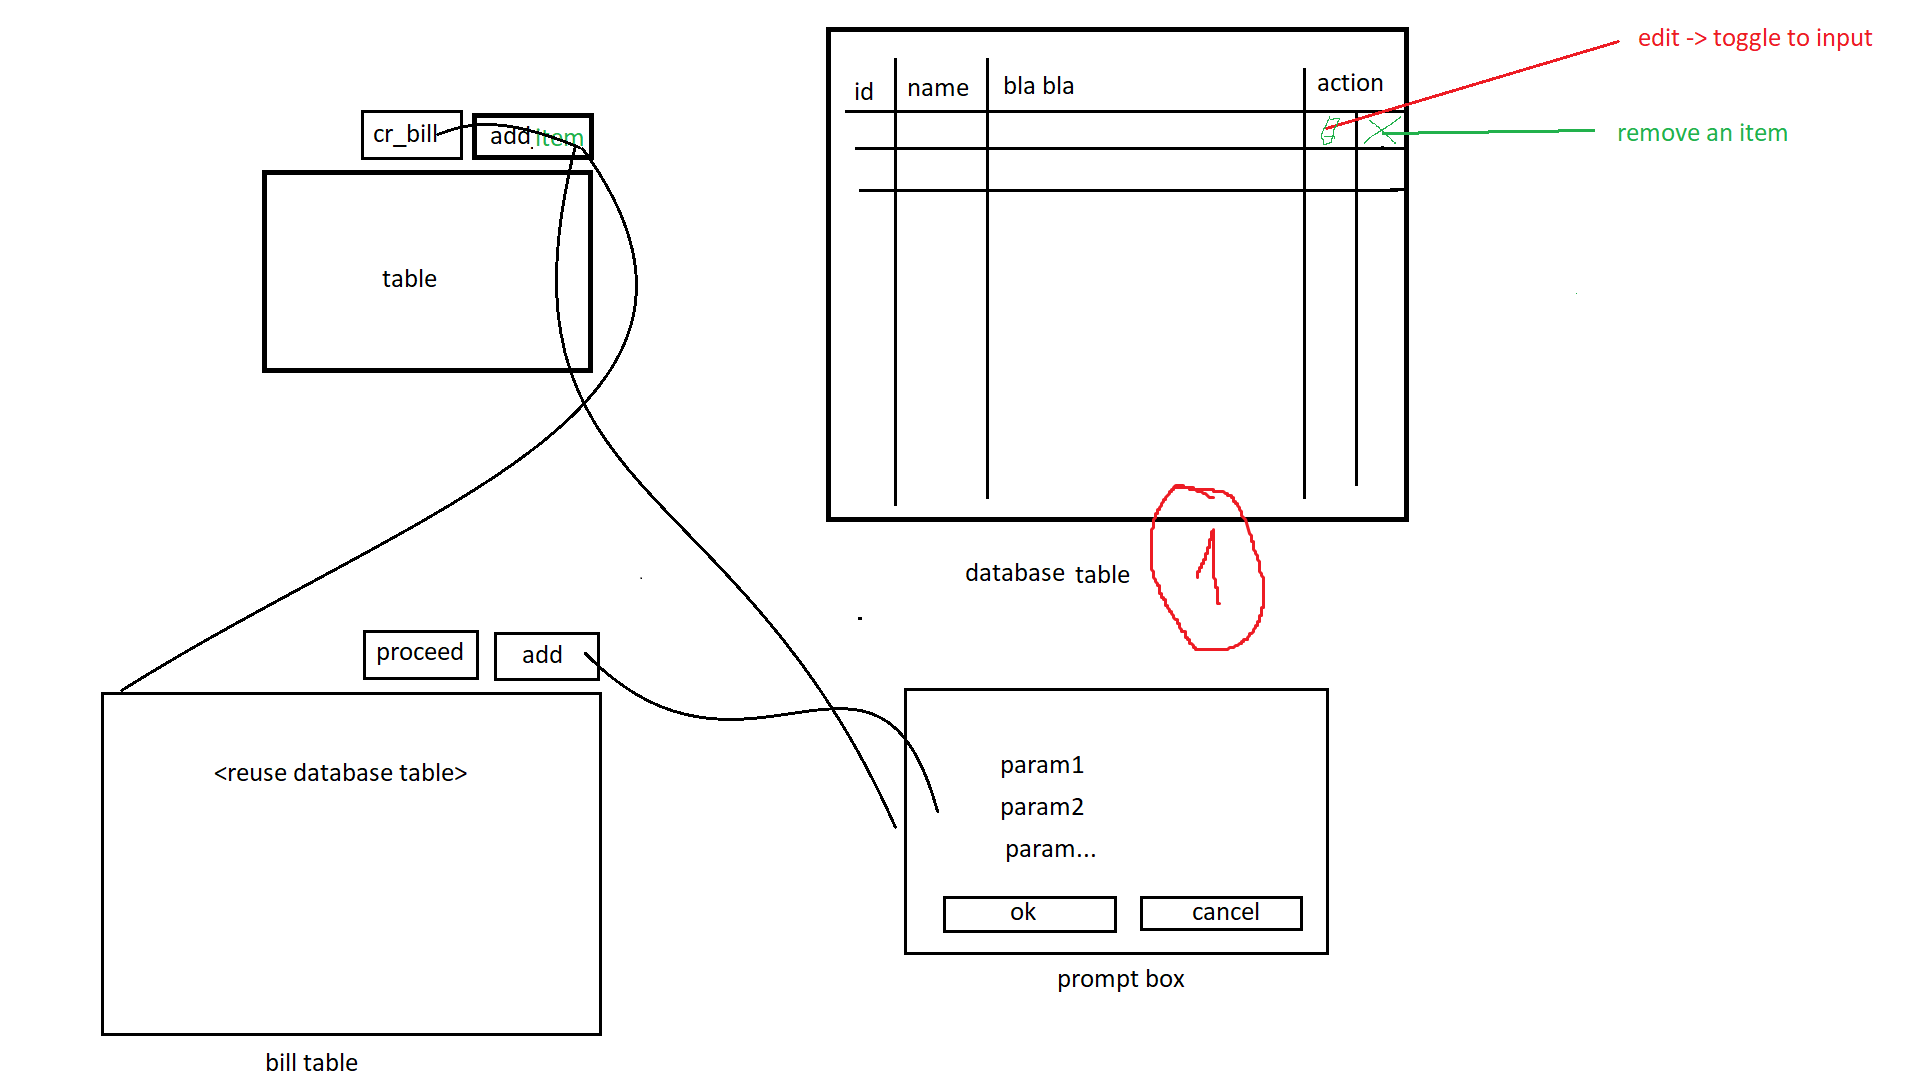 edit -> toggle to input
id
name
bla bla
action
cr_bill
add Item
remove an item
table
database table
1
proceed
add
<reuse database table>
param1
param2
param...
ok
cancel
prompt box
bill table